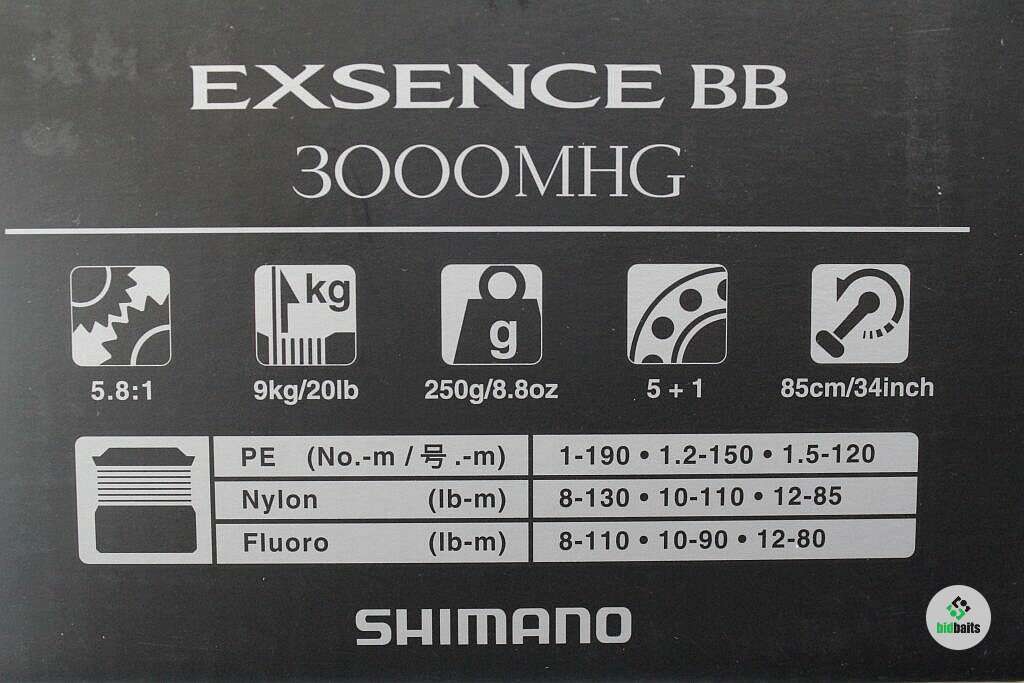 EXSENCE BB
3000MHG
kg
g
5.8:1
9kg/20lb
250g/8.8oz
5 + 1
85cm/34inch
PE (No.-m / 号.-m) 1-190 • 1.2-150 • 1.5-120
Nylon (lb-m) 8-130 • 10-110 • 12-85
Fluoro (lb-m) 8-110 • 10-90 • 12-80
SHIMANO
bidbaits